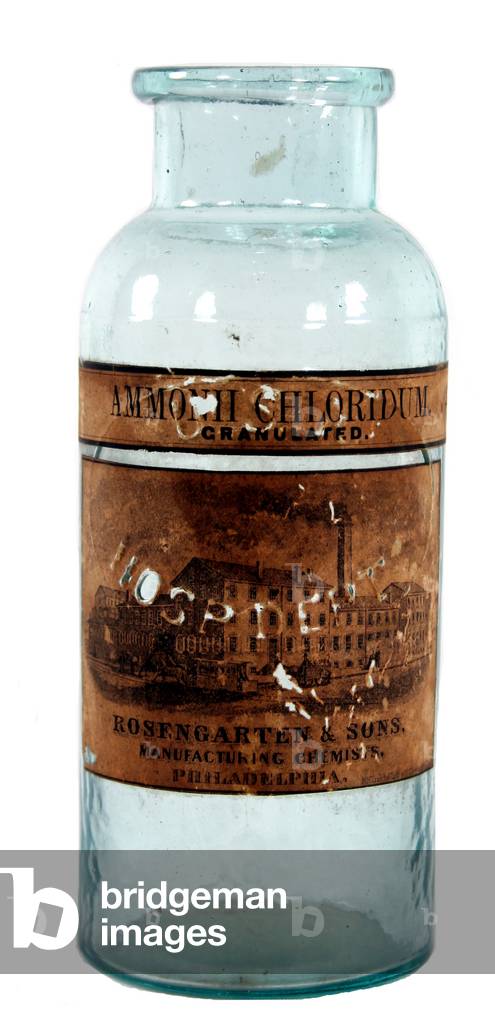 AMMONII CHLORIDUM.
GRANULATED.
ROSENGARTEN & SONS,
MANUFACTURING CHEMISTS,
PHILADELPHIA.
b bridgeman
images